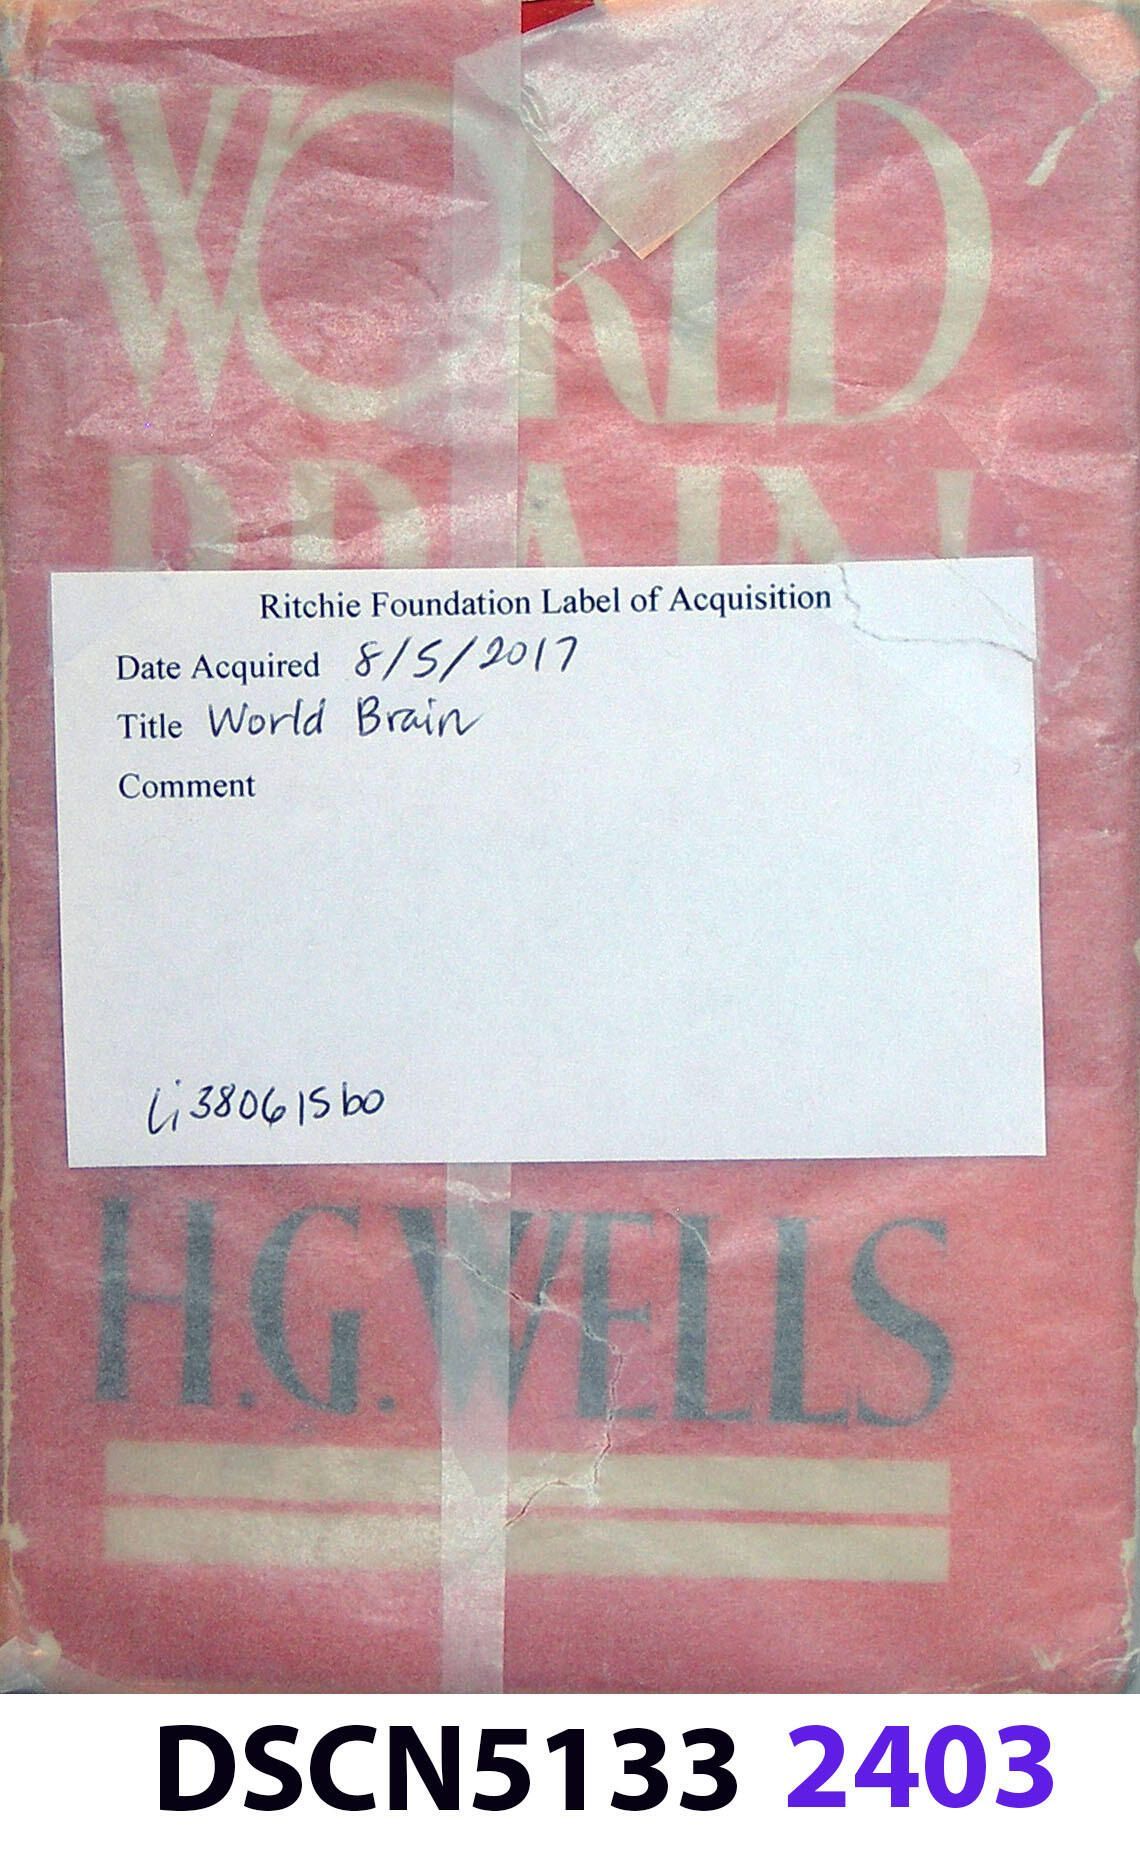 WORLD
BRAIN
Ritchie Foundation Label of Acquisition
Date Acquired 8/5/2017
Title World Brain
Comment
Li380615bo
H.G.WELLS
DSCN5133 2403